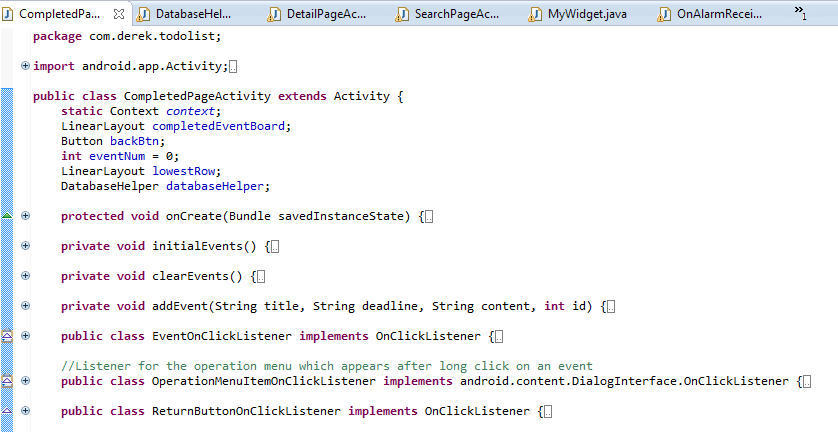 CompletedPa... DatabaseHel... DetailPageAc... SearchPageAc... MyWidget.java OnAlarmRecei... »1
package com.derek.todolist;
import android.app.Activity;
public class CompletedPageActivity extends Activity {
static Context context;
LinearLayout completedEventBoard;
Button backBtn;
int eventNum = 0;
LinearLayout lowestRow;
DatabaseHelper databaseHelper;
protected void onCreate(Bundle savedInstanceState) {
private void initialEvents() {
private void clearEvents() {
private void addEvent(String title, String deadline, String content, int id) {
public class EventOnClickListener implements OnClickListener {
//Listener for the operation menu which appears after long click on an event
public class OperationMenuItemOnClickListener implements android.content.DialogInterface.OnClickListener {
public class ReturnButtonOnClickListener implements OnClickListener {